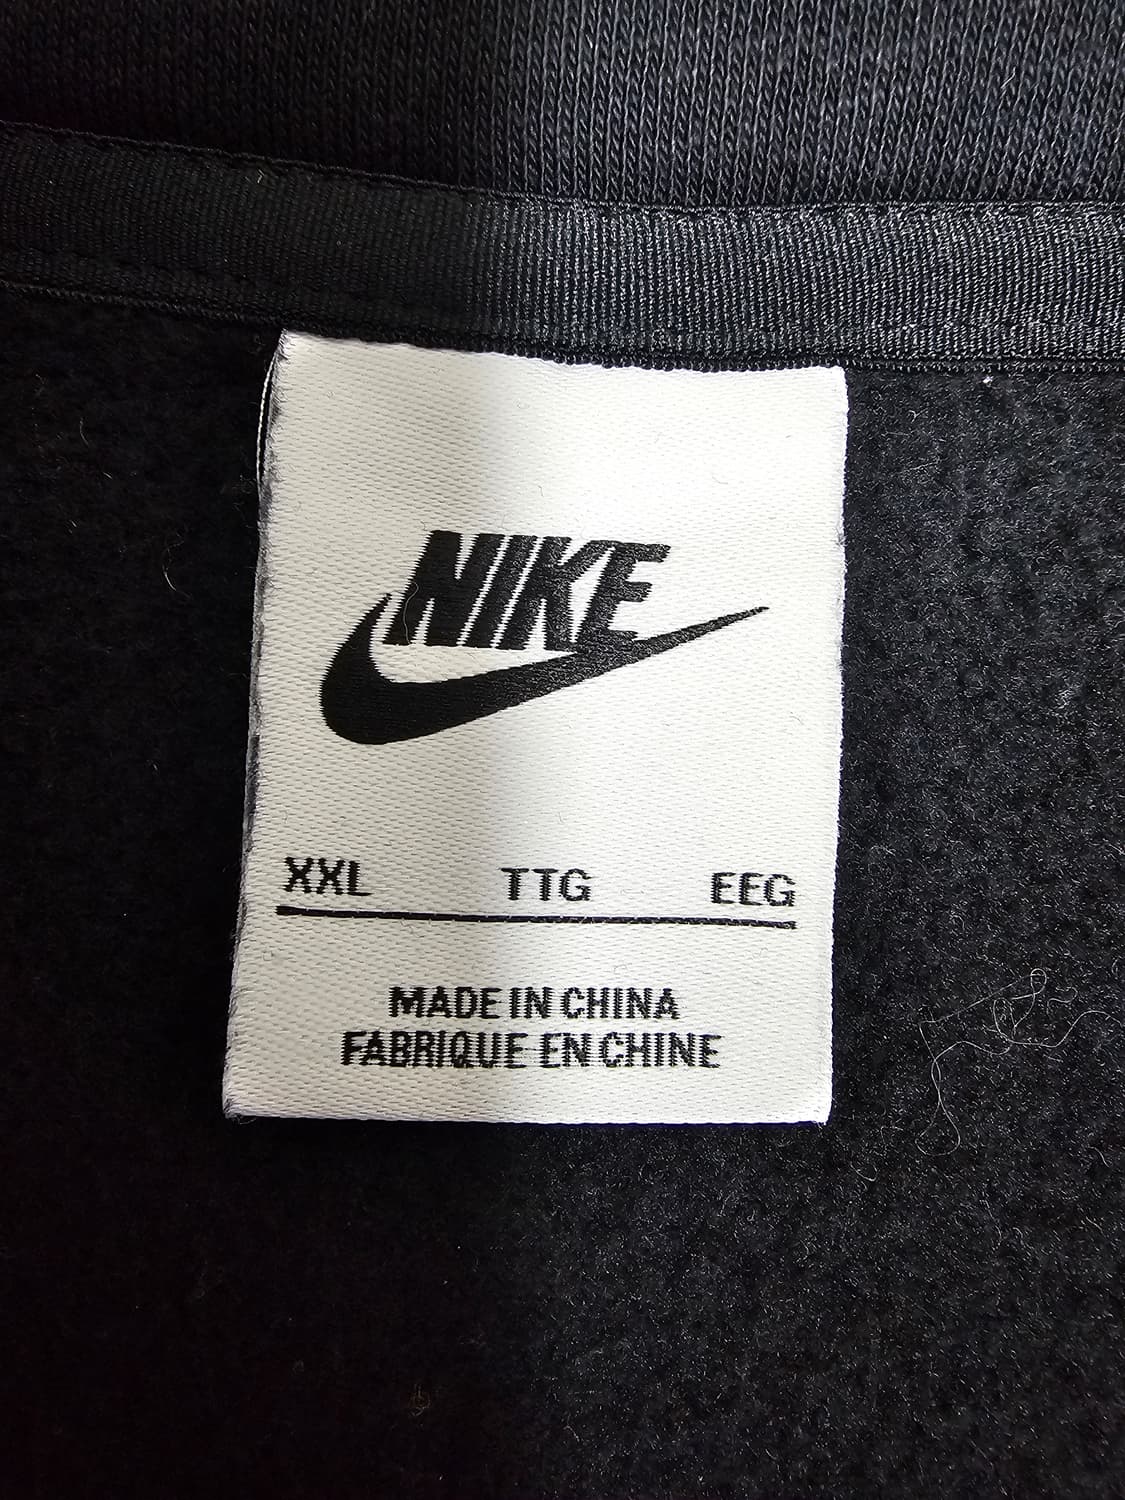 NIKE
XXL TTG EEG
MADE IN CHINA
FABRIQUE EN CHINE